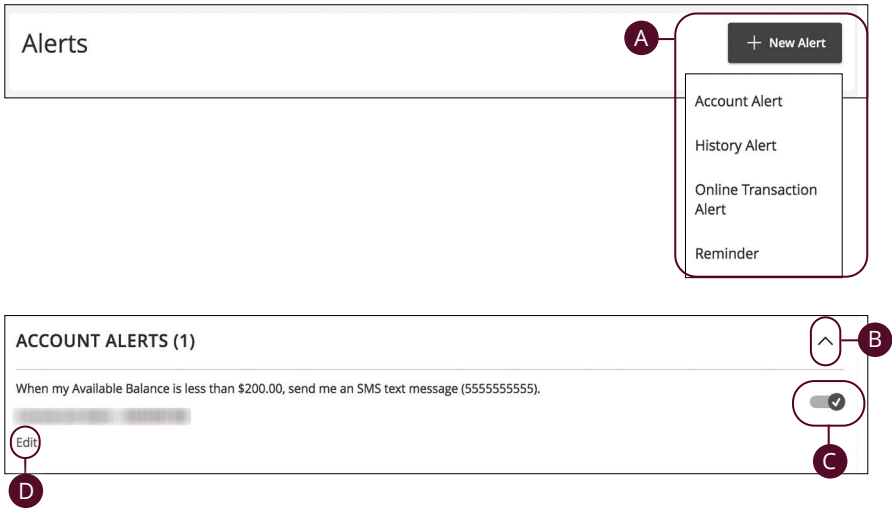 Alerts
A
+ New Alert
Account Alert
History Alert
Online Transaction
Alert
Reminder
ACCOUNT ALERTS (1)
B
When my Available Balance is less than $200.00, send me an SMS text message (5555555555).
Edit
C
D